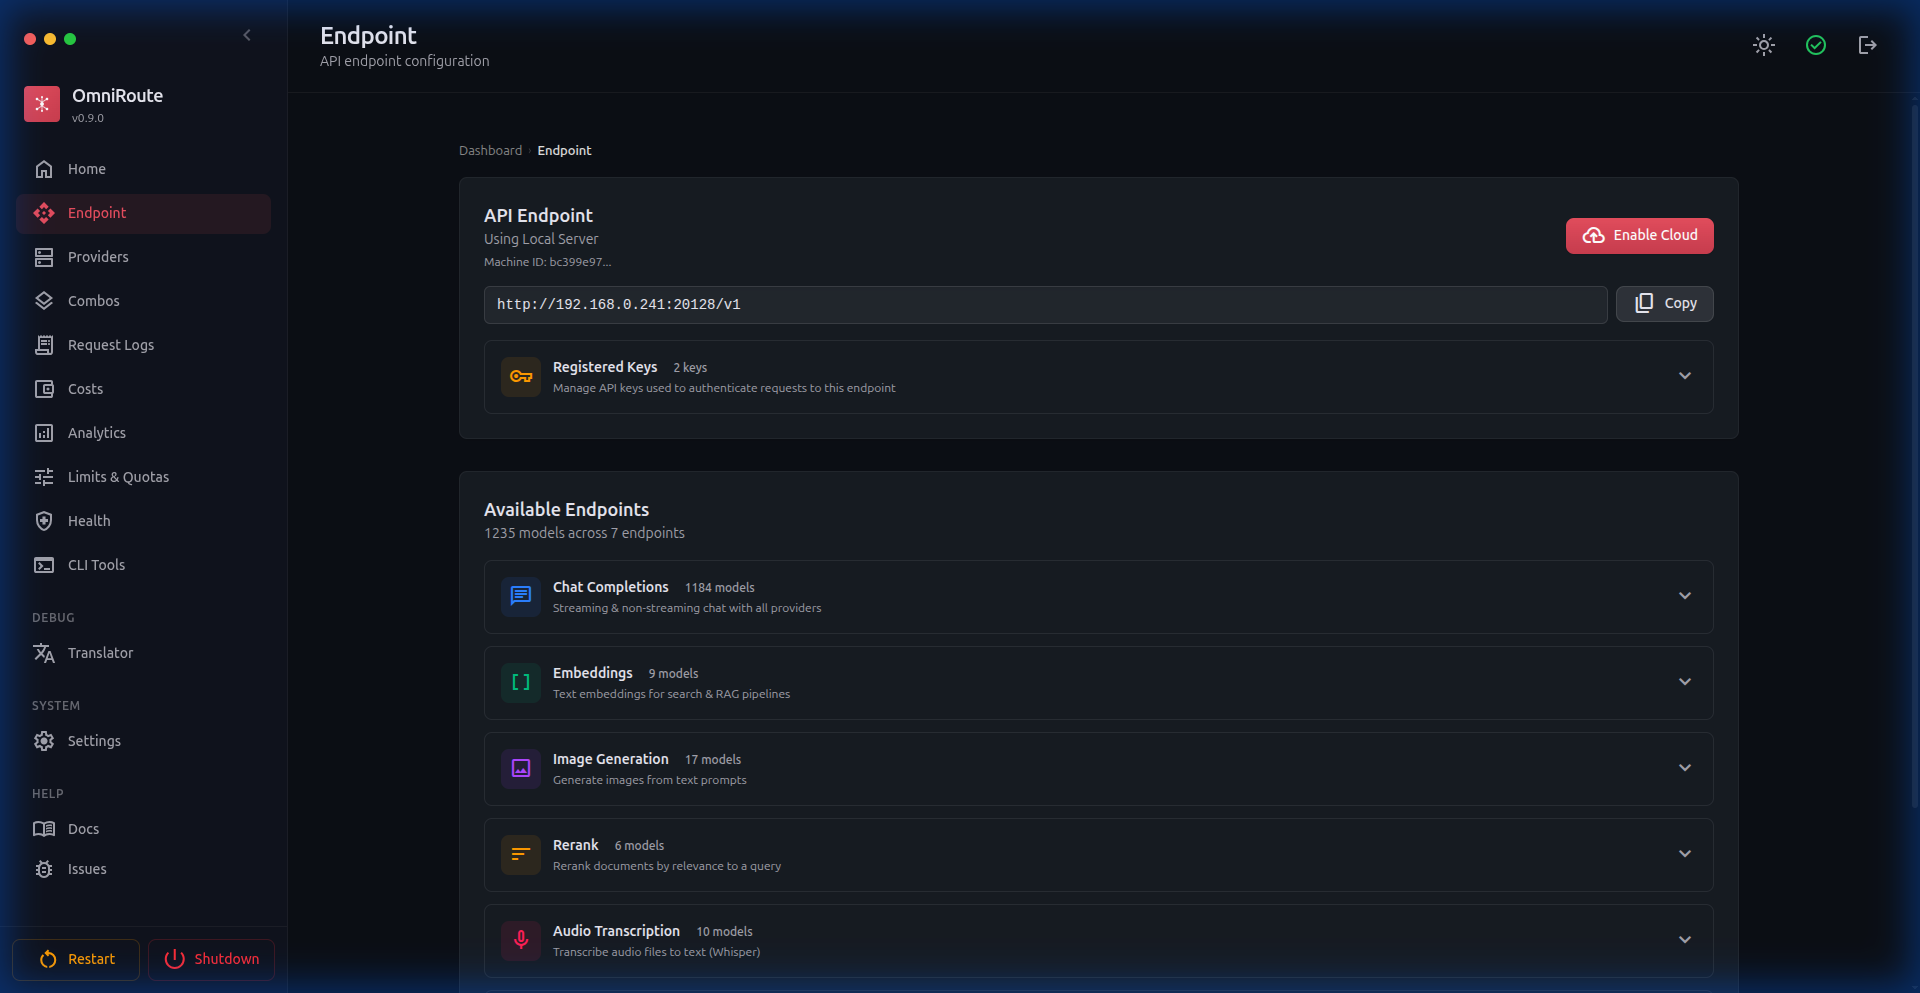 OmniRoute
v0.9.0
Home
Endpoint
Providers
Combos
Request Logs
Costs
Analytics
Limits & Quotas
Health
CLI Tools
DEBUG
Translator
SYSTEM
Settings
HELP
Docs
Issues
Restart
Shutdown
Endpoint
API endpoint configuration
Dashboard › Endpoint
API Endpoint
Using Local Server
Machine ID: bc399e97...
Enable Cloud
http://192.168.0.241:20128/v1
Copy
Registered Keys 2 keys
Manage API keys used to authenticate requests to this endpoint
Available Endpoints
1235 models across 7 endpoints
Chat Completions 1184 models
Streaming & non-streaming chat with all providers
Embeddings 9 models
Text embeddings for search & RAG pipelines
Image Generation 17 models
Generate images from text prompts
Rerank 6 models
Rerank documents by relevance to a query
Audio Transcription 10 models
Transcribe audio files to text (Whisper)